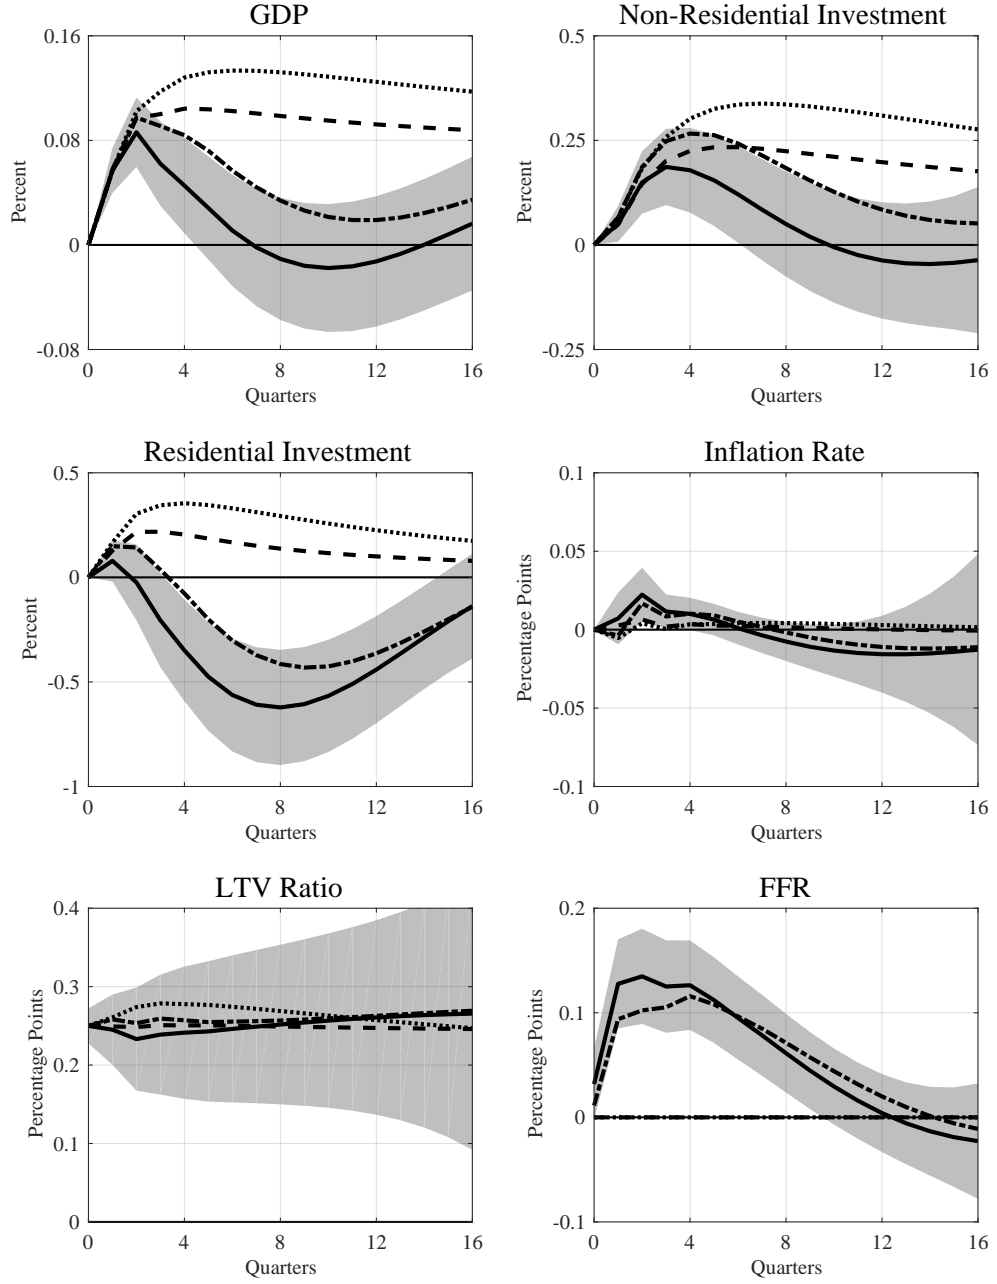 GDP
Percent
0.16
0.08
0
-0.08
0 4 8 12 16
Quarters
Non-Residential Investment
Percent
0.5
0.25
0
-0.25
0 4 8 12 16
Quarters
Residential Investment
Percent
0.5
0
-0.5
-1
0 4 8 12 16
Quarters
Inflation Rate
Percentage Points
0.1
0.05
0
-0.05
-0.1
0 4 8 12 16
Quarters
LTV Ratio
Percentage Points
0.4
0.3
0.2
0.1
0
0 4 8 12 16
Quarters
FFR
Percentage Points
0.2
0.1
0
-0.1
0 4 8 12 16
Quarters